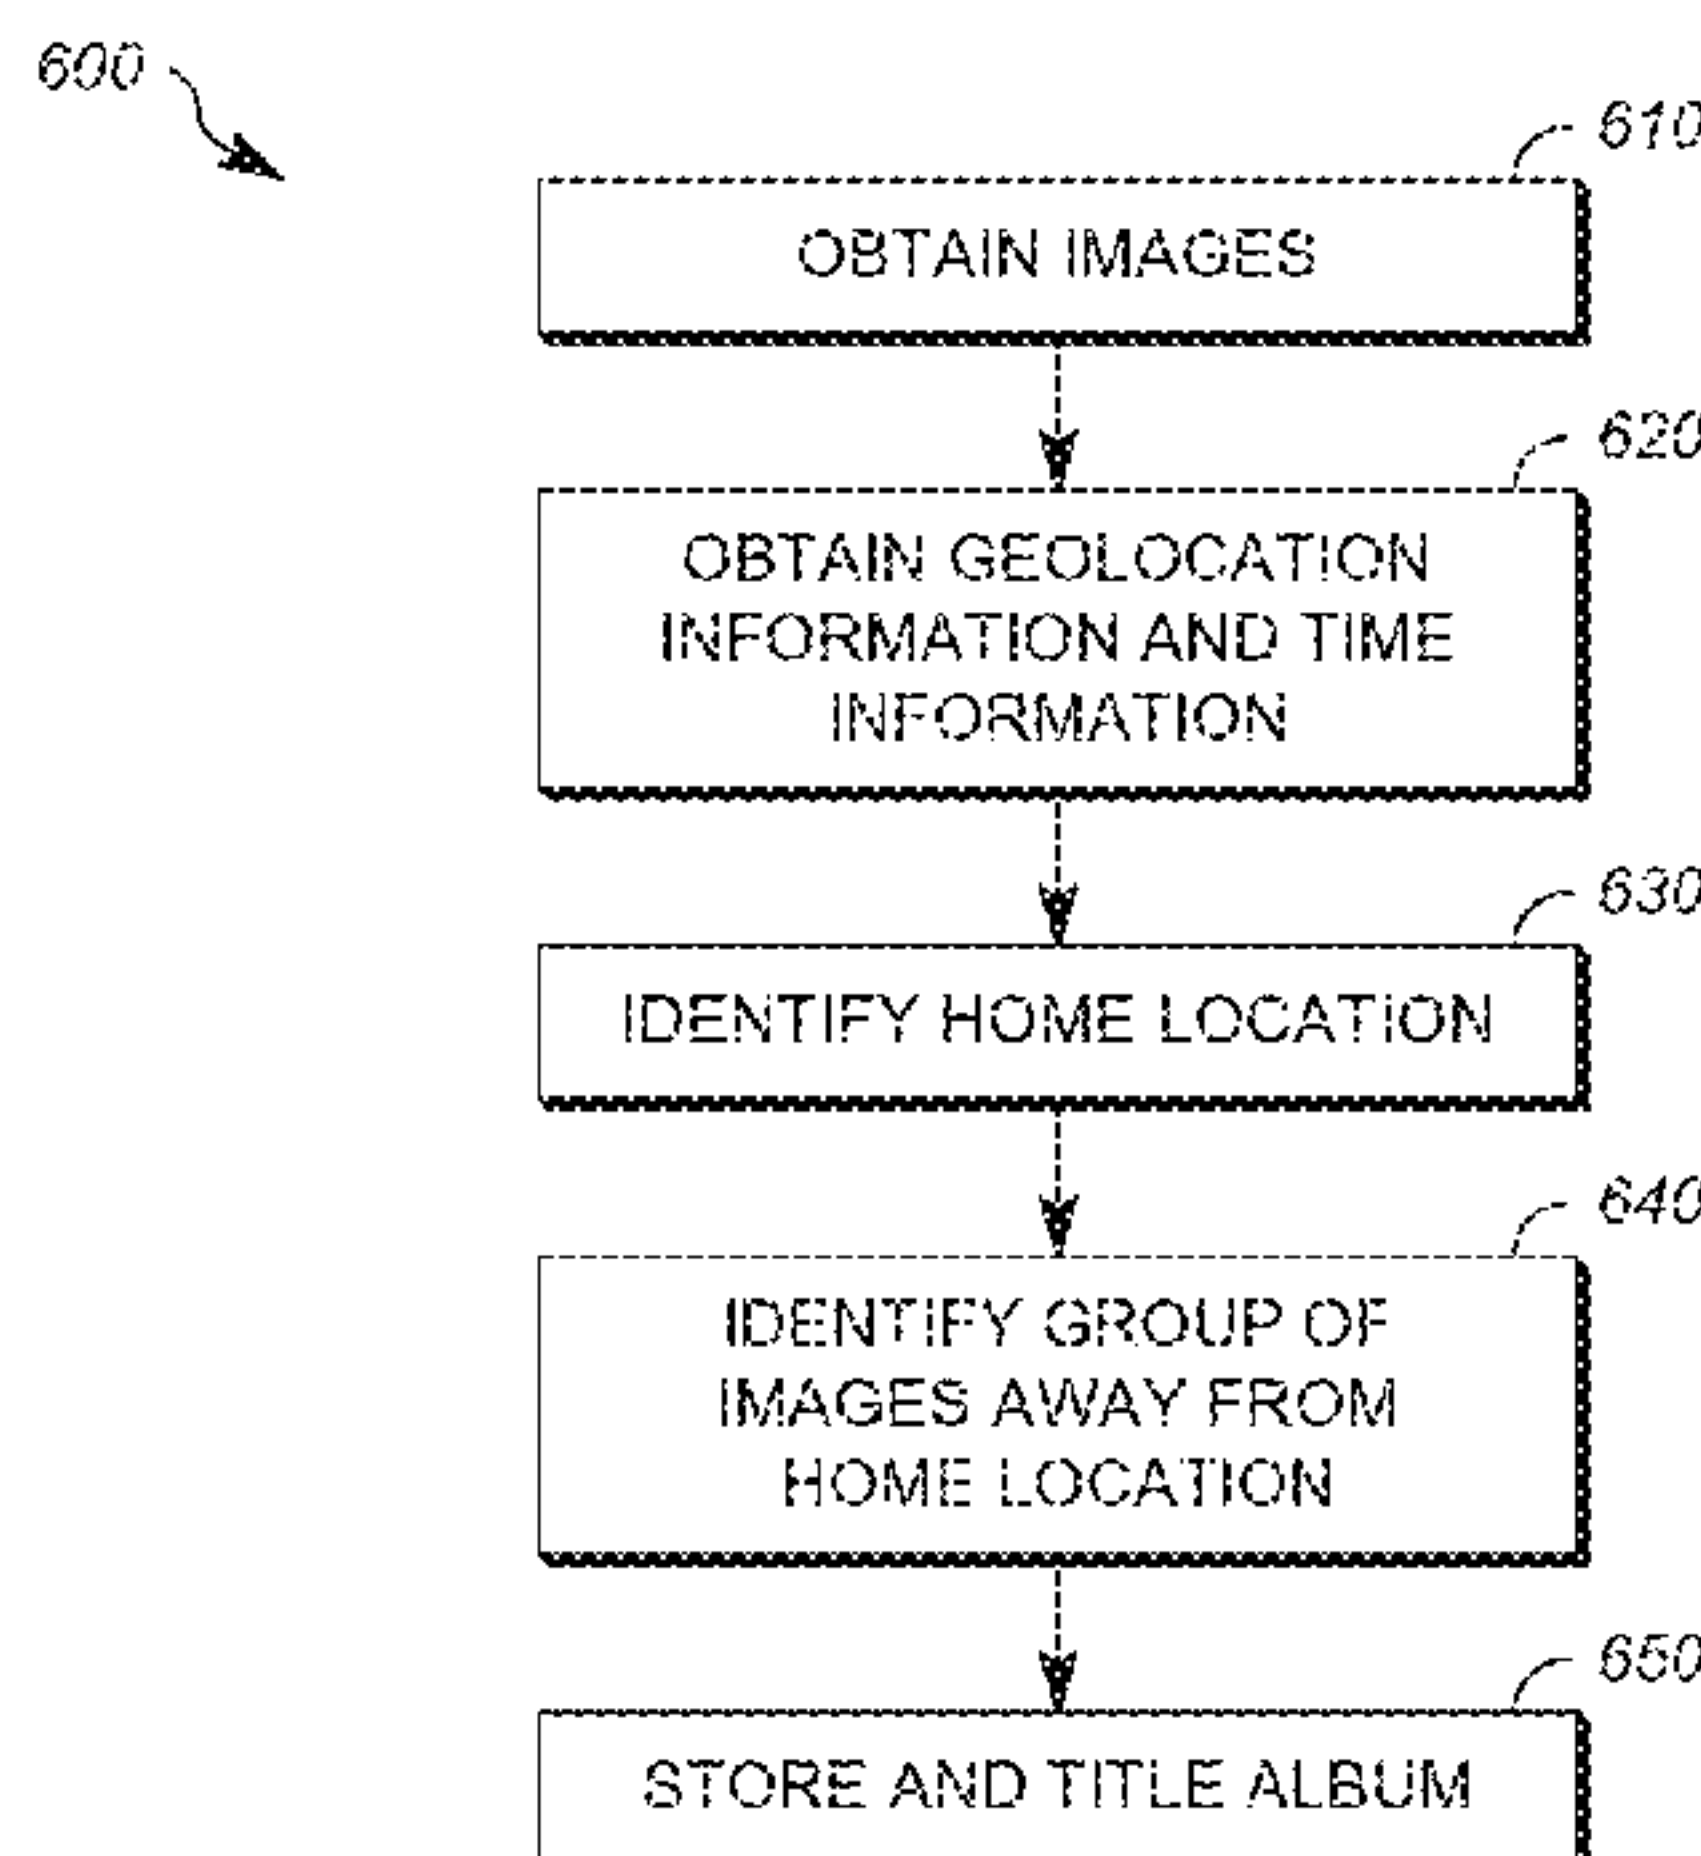 600
610
OBTAIN IMAGES
620
OBTAIN GEOLOCATION
INFORMATION AND TIME
INFORMATION
630
IDENTIFY HOME LOCATION
640
IDENTIFY GROUP OF
IMAGES AWAY FROM
HOME LOCATION
650
STORE AND TITLE ALBUM